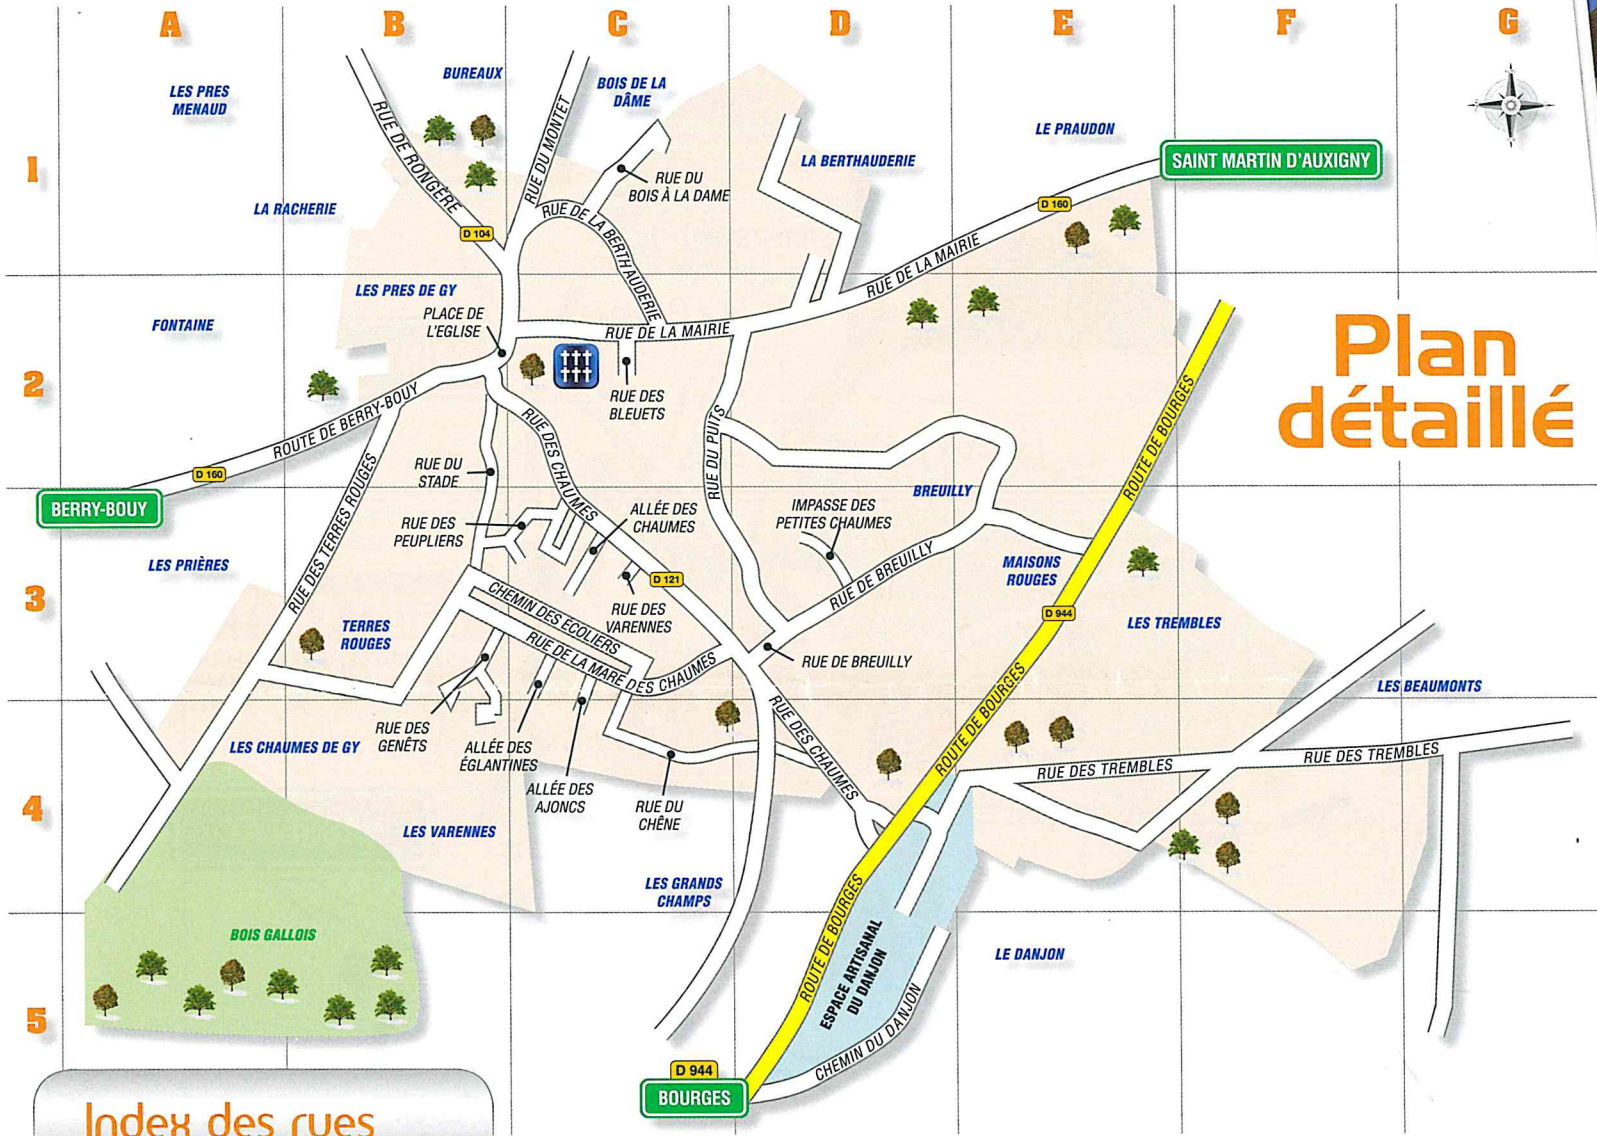 A B C D E F G
1
2
3
4
5
LES PRES
MENAUD
BUREAUX
BOIS DE LA
DÂME
LE PRAUDON
SAINT MARTIN D'AUXIGNY
RUE DE RONGÈRE
RUE DU MONTET
LA BERTHAUDERIE
RUE DU
BOIS À LA DAME
LA RACHERIE
RUE DE LA BERTHAUDERIE
D 160
D 104
RUE DE LA MAIRIE
LES PRES DE GY
PLACE DE
L'EGLISE
FONTAINE
RUE DE LA MAIRIE
Plan
détaillé
RUE DES
BLEUETS
ROUTE DE BERRY-BOUY
RUE DES CHAUMES
RUE DU PUITS
ROUTE DE BOURGES
D 160
BERRY-BOUY
RUE DU
STADE
RUE DES TERRES ROUGES
BREUILLY
RUE DES
PEUPLIERS
ALLÉE DES
CHAUMES
IMPASSE DES
PETITES CHAUMES
LES PRIÈRES
MAISONS
ROUGES
RUE DE BREUILLY
D 121
RUE DES
VARENNES
CHEMIN DES ECOLIERS
D 944
LES TREMBLES
TERRES
ROUGES
RUE DE LA MARE DES CHAUMES
RUE DE BREUILLY
LES BEAUMONTS
RUE DES
GENÊTS
LES CHAUMES DE GY
ALLÉE DES
ÉGLANTINES
ALLÉE DES
AJONCS
RUE DU
CHÊNE
RUE DES CHAUMES
ROUTE DE BOURGES
RUE DES TREMBLES
RUE DES TREMBLES
LES VARENNES
LES GRANDS
CHAMPS
BOIS GALLOIS
ROUTE DE BOURGES
ESPACE ARTISANAL
DU DANJON
LE DANJON
CHEMIN DU DANJON
D 944
BOURGES
Index des rues